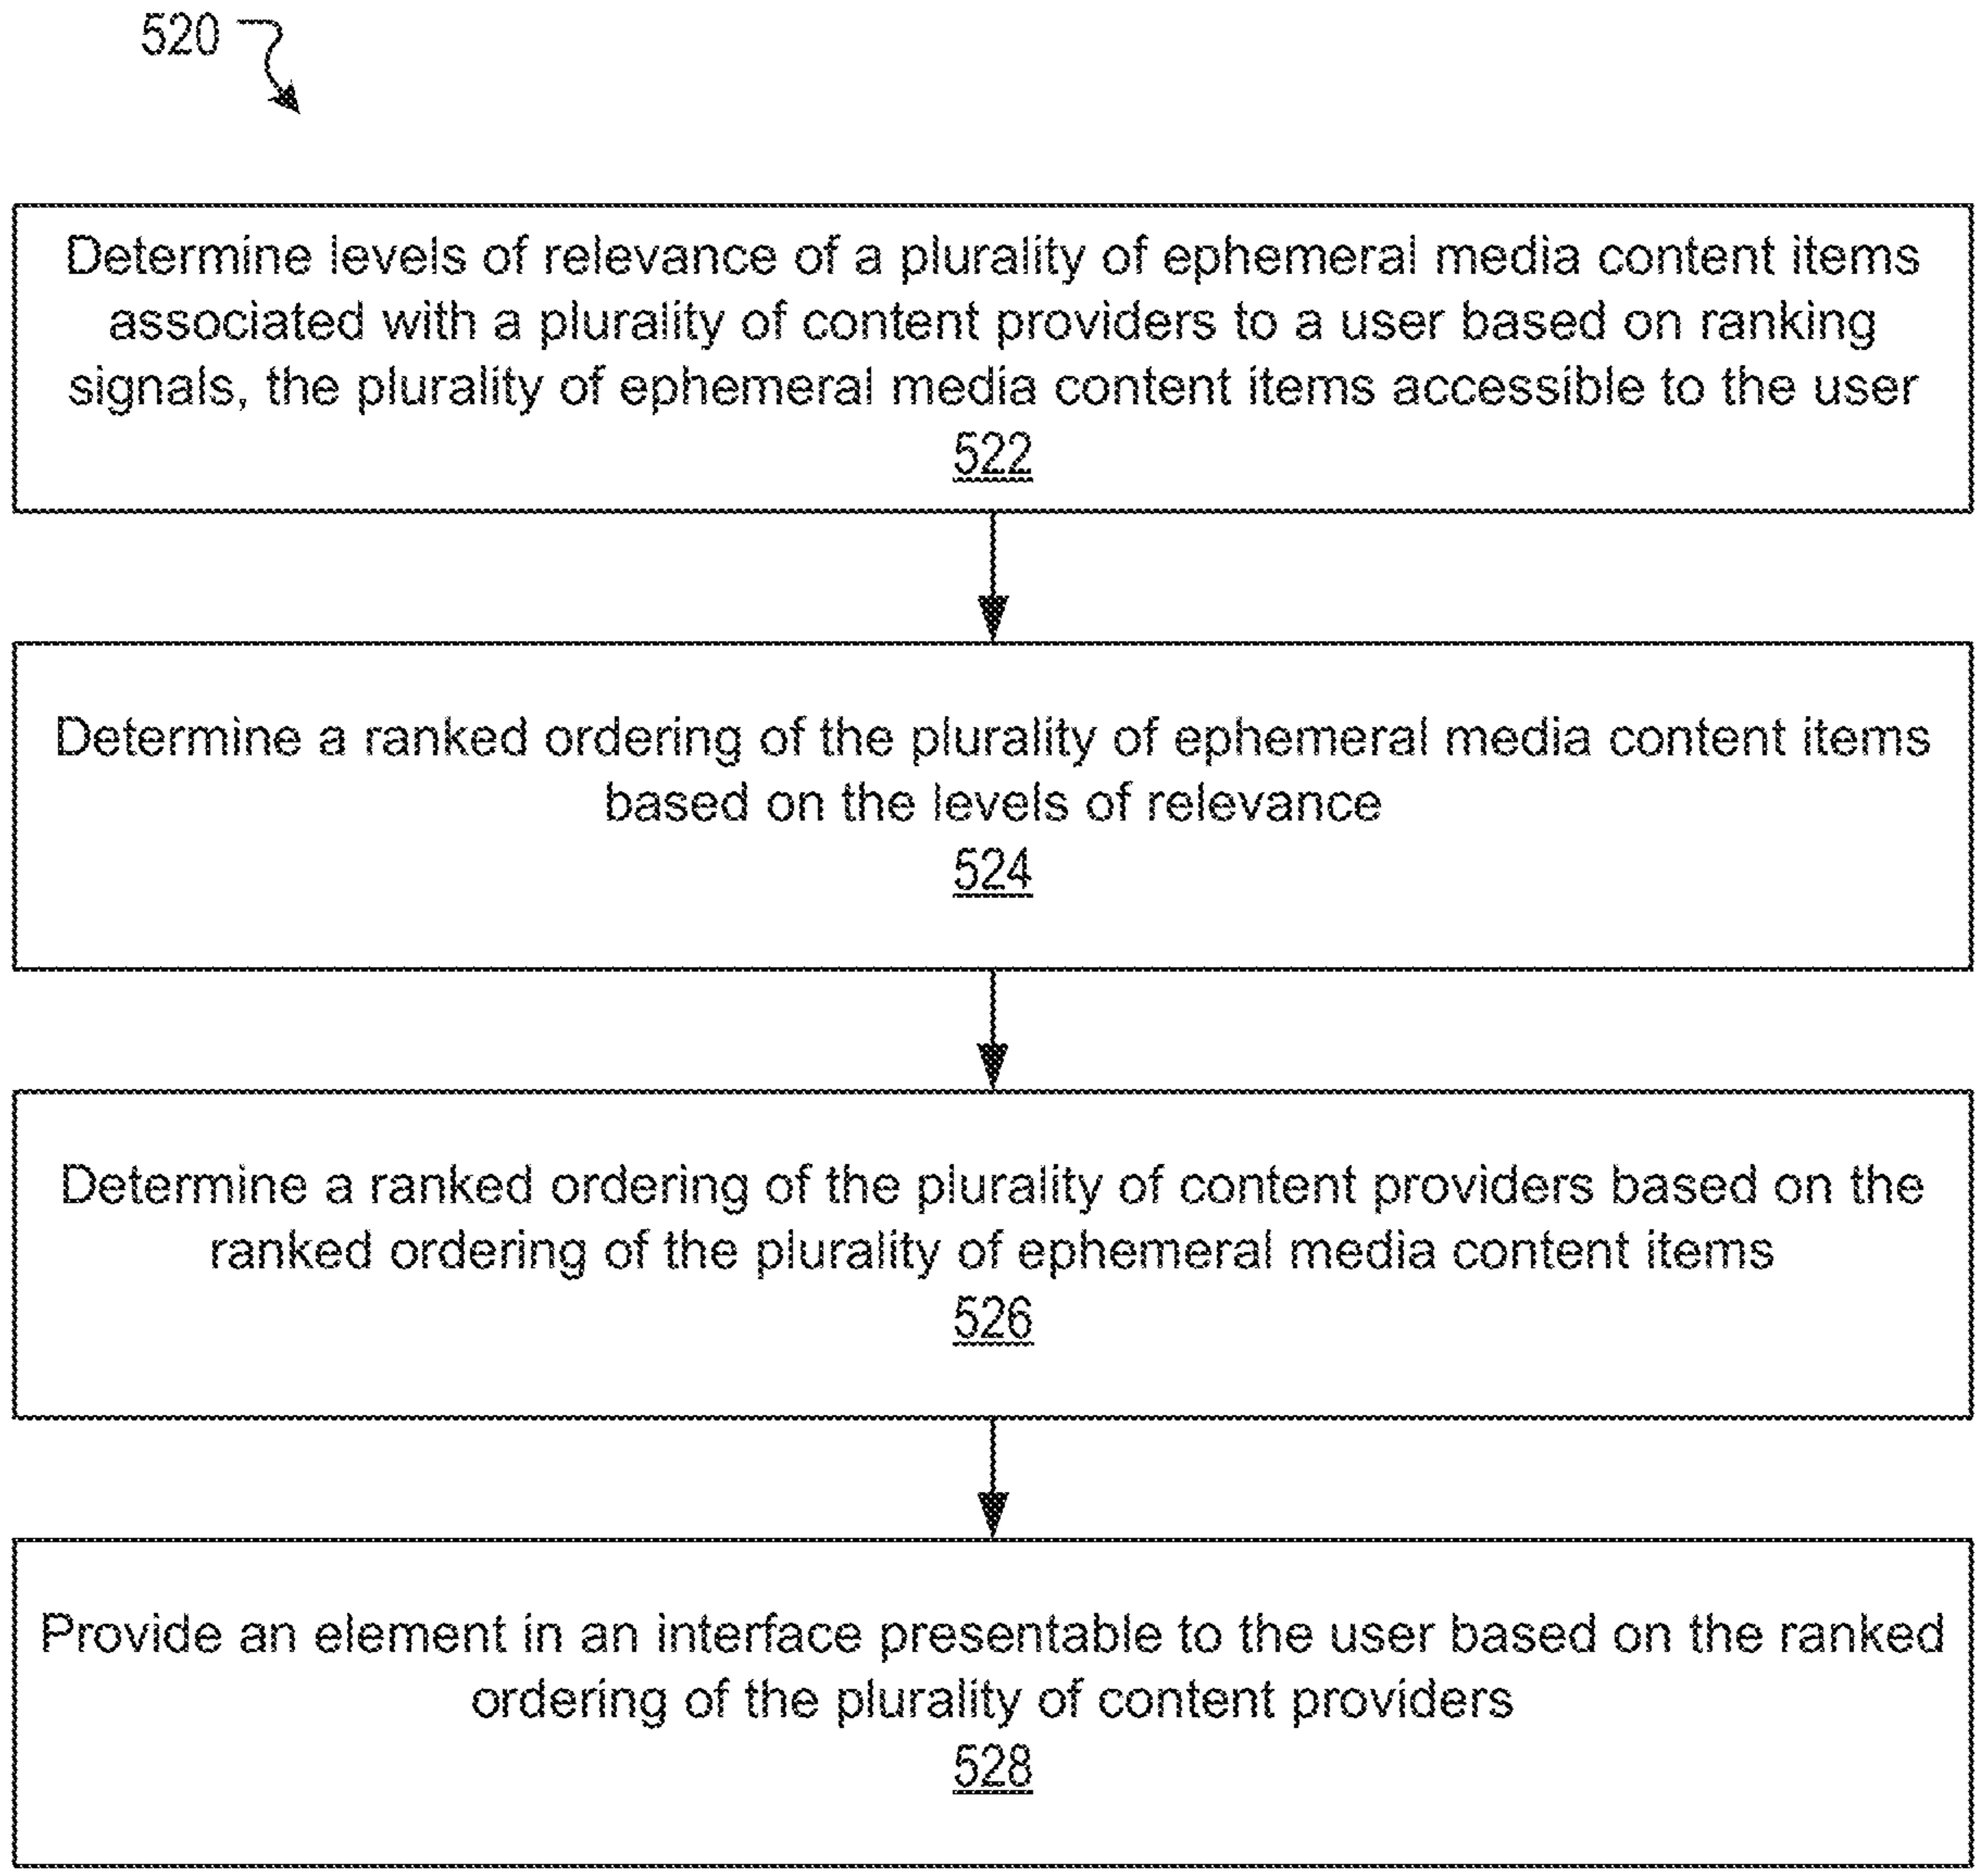 520
Determine levels of relevance of a plurality of ephemeral media content items
associated with a plurality of content providers to a user based on ranking
signals, the plurality of ephemeral media content items accessible to the user
522
Determine a ranked ordering of the plurality of ephemeral media content items
based on the levels of relevance
524
Determine a ranked ordering of the plurality of content providers based on the
ranked ordering of the plurality of ephemeral media content items
526
Provide an element in an interface presentable to the user based on the ranked
ordering of the plurality of content providers
528